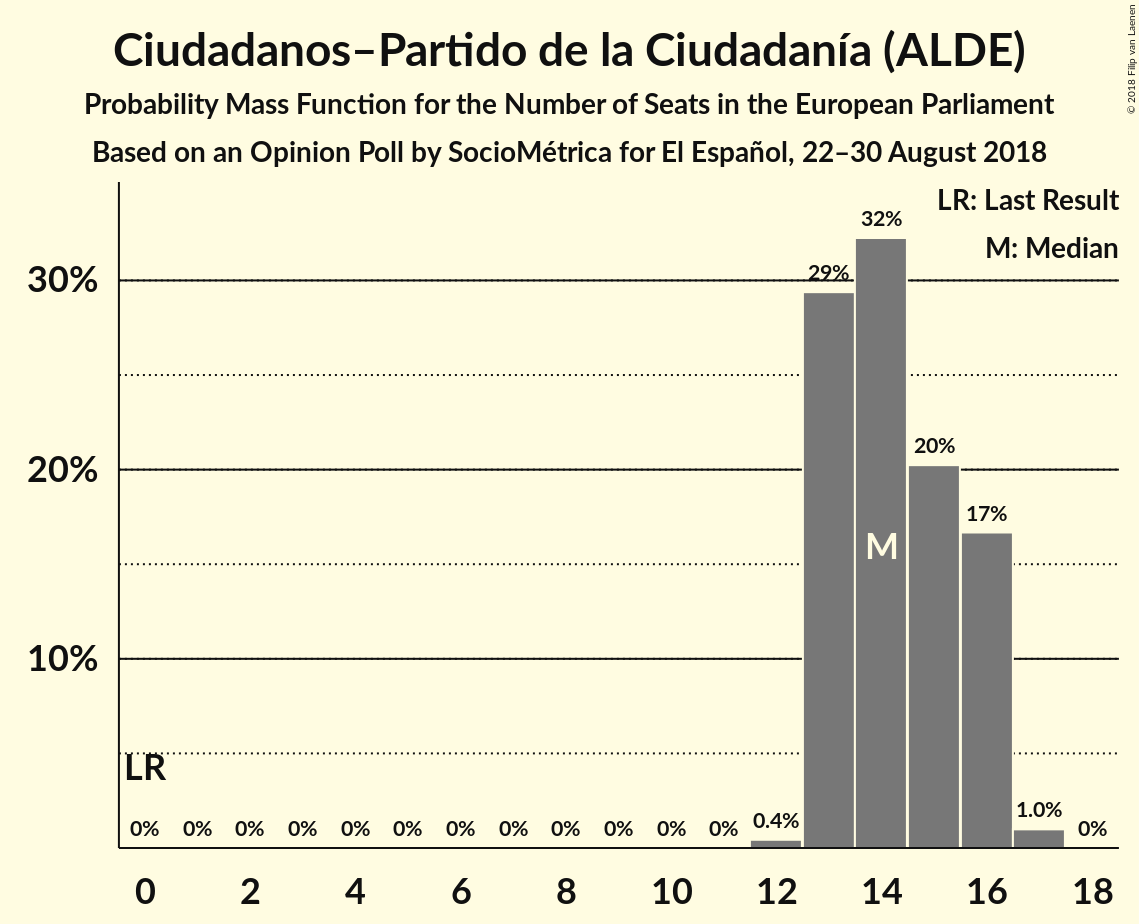 Ciudadanos–Partido de la Ciudadanía (ALDE)
Probability Mass Function for the Number of Seats in the European Parliament
Based on an Opinion Poll by SocioMétrica for El Español, 22–30 August 2018
© 2018 Filip van Laenen
LR: Last Result
M: Median
30%
20%
10%
32%
29%
20%
17%
M
LR
0% 0% 0% 0% 0% 0% 0% 0% 0% 0% 0% 0% 0.4% 1.0% 0%
0 2 4 6 8 10 12 14 16 18